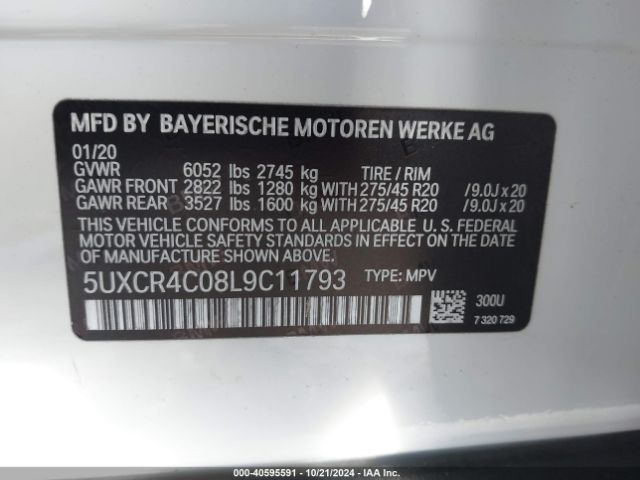 MFD BY BAYERISCHE MOTOREN WERKE AG
01/20
GVWR 6052 lbs 2745 kg TIRE / RIM
GAWR FRONT 2822 lbs 1280 kg WITH 275/45 R20 /9.0J x 20
GAWR REAR 3527 lbs 1600 kg WITH 275/45 R20 /9.0J x 20
THIS VEHICLE CONFORMS TO ALL APPLICABLE U. S. FEDERAL
MOTOR VEHICLE SAFETY STANDARDS IN EFFECT ON THE
DATE OF MANUFACTURE SHOWN ABOVE.
5UXCR4C08L9C11793 TYPE: MPV
300U
7 320 729
000-40595591 | 10/21/2024 | IAAI.COM